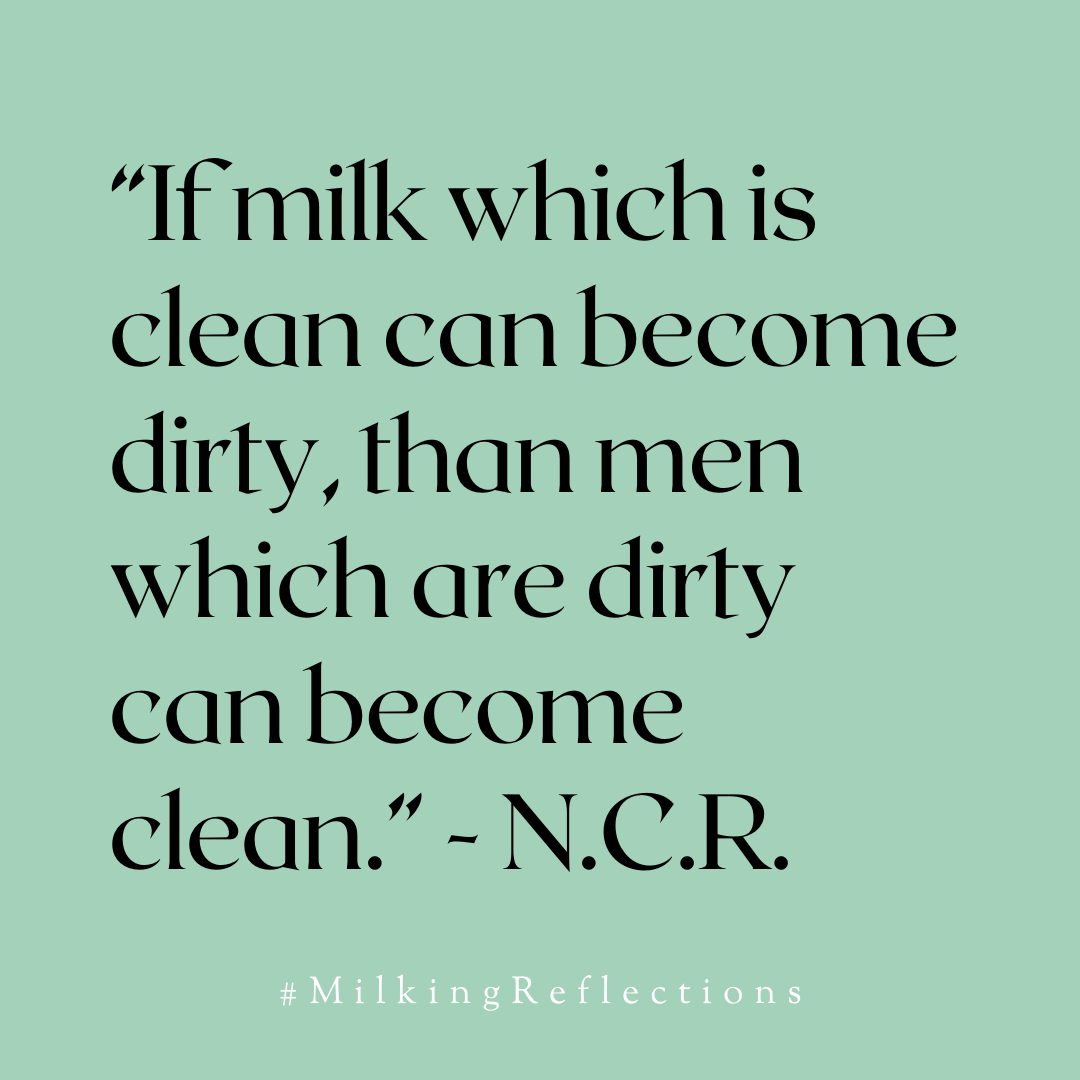 “If milk which is
clean can become
dirty, than men
which are dirty
can become
clean.” - N.C.R.
#MilkingReflections